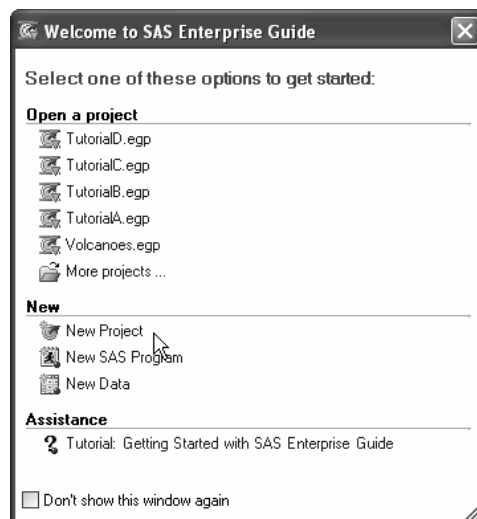 Welcome to SAS Enterprise Guide
Select one of these options to get started:
Open a project
TutorialD.egp
TutorialC.egp
TutorialB.egp
TutorialA.egp
Volcanoes.egp
More projects ...
New
New Project
New SAS Program
New Data
Assistance
Tutorial: Getting Started with SAS Enterprise Guide
Don't show this window again